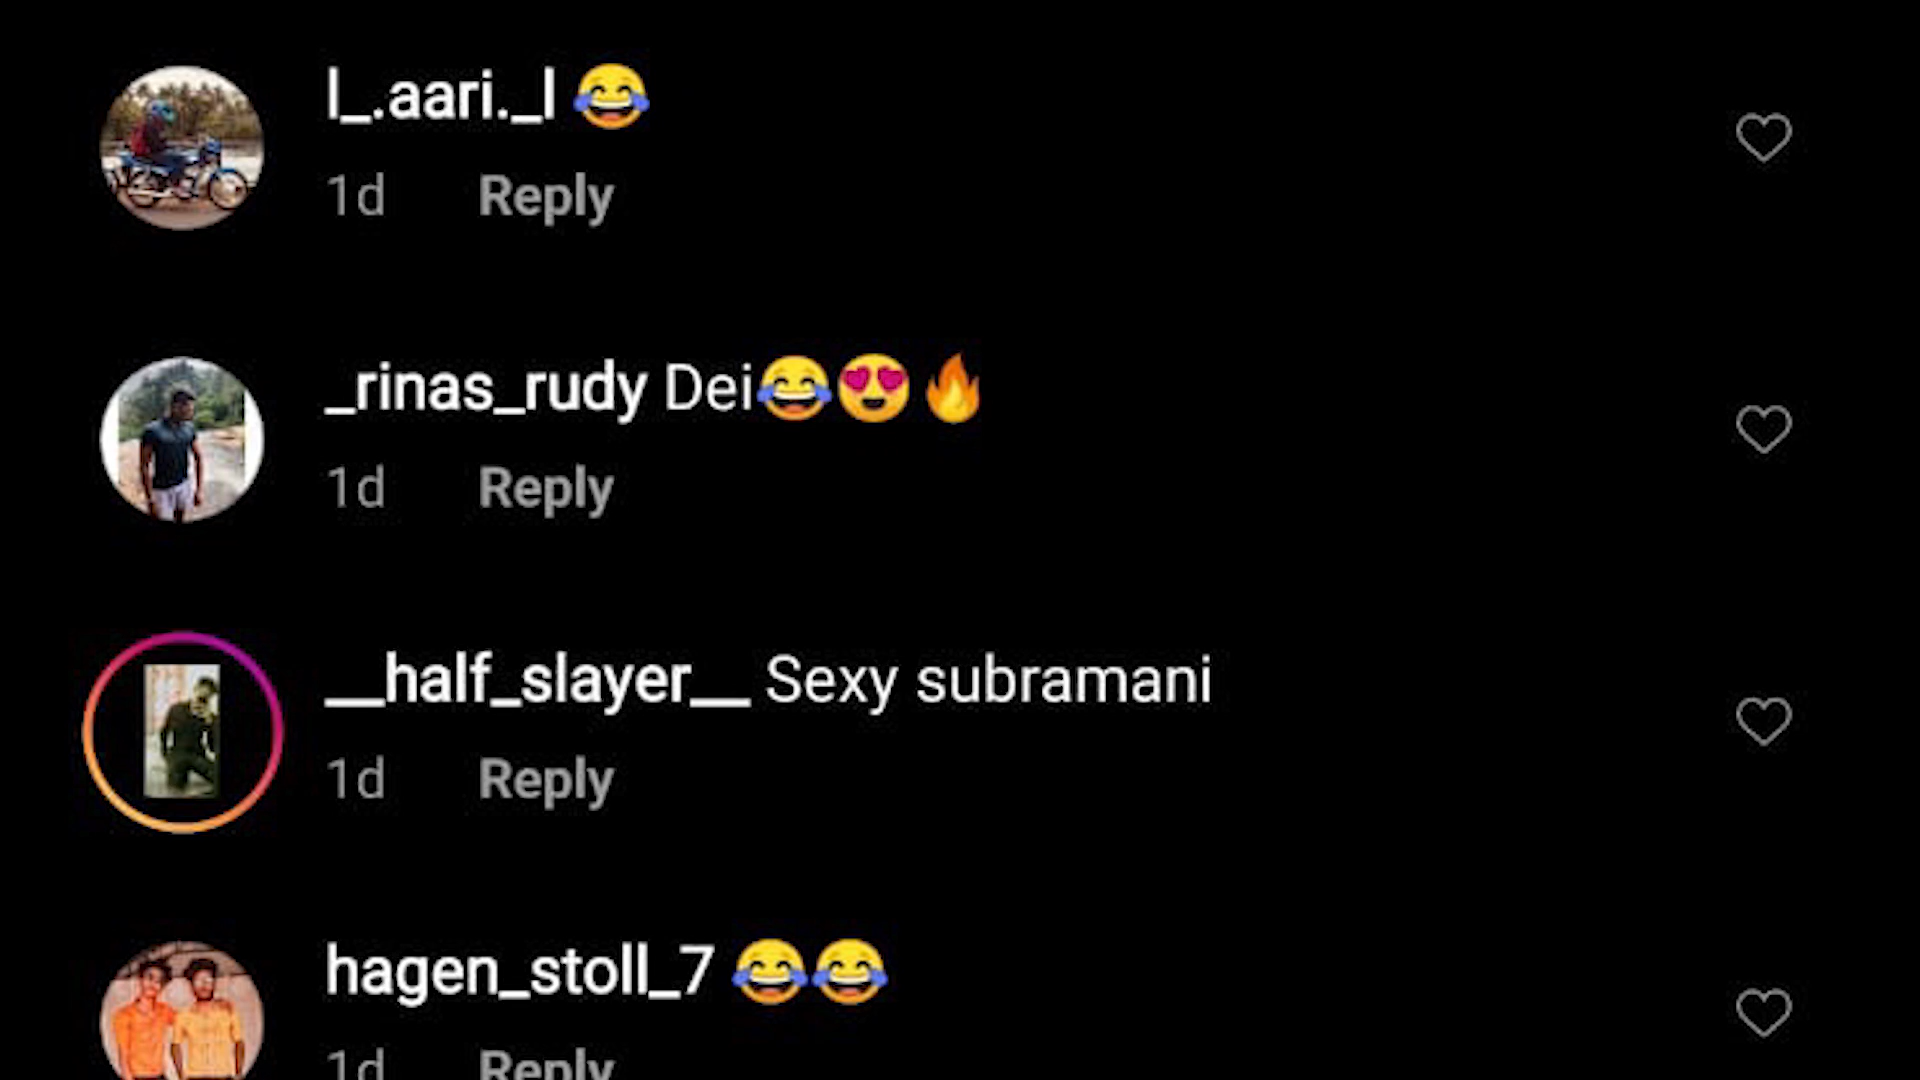 l_.aari._l 😂
1d Reply
_rinas_rudy Dei😂😍🔥
1d Reply
__half_slayer__ Sexy subramani
1d Reply
hagen_stoll_7 😂😂
1d Reply